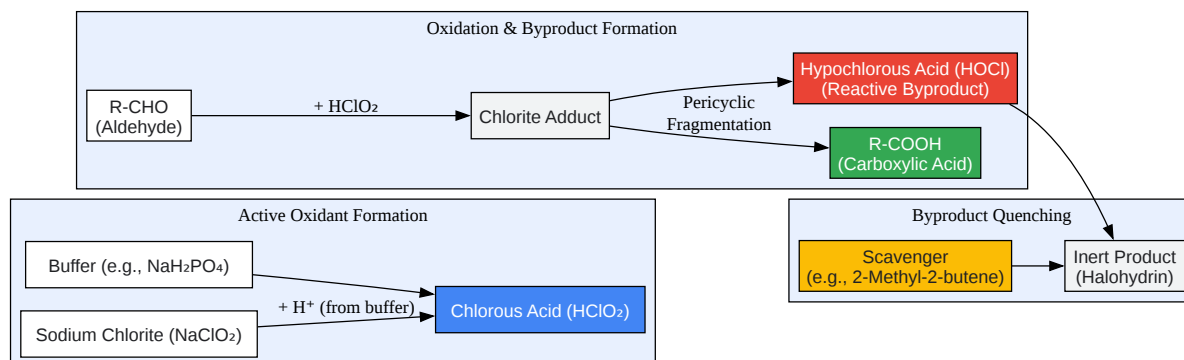 Oxidation & Byproduct Formation
R-CHO
(Aldehyde)
+ HClO₂
Chlorite Adduct
Pericyclic
Fragmentation
Hypochlorous Acid (HOCl)
(Reactive Byproduct)
R-COOH
(Carboxylic Acid)
Active Oxidant Formation
Buffer (e.g., NaH₂PO₄)
Sodium Chlorite (NaClO₂)
+ H⁺ (from buffer)
Chlorous Acid (HClO₂)
Byproduct Quenching
Scavenger
(e.g., 2-Methyl-2-butene)
Inert Product
(Halohydrin)